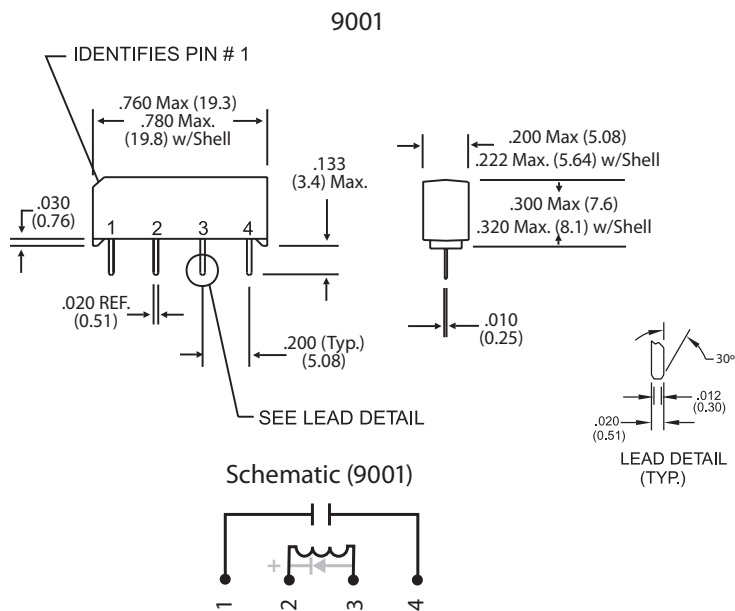 9001
IDENTIFIES PIN # 1
.760 Max (19.3)
.780 Max.
(19.8) w/Shell
.133
(3.4) Max.
.030
(0.76)
1 2 3 4
.020 REF.
(0.51)
.200 (Typ.)
(5.08)
SEE LEAD DETAIL
.200 Max (5.08)
.222 Max. (5.64) w/Shell
.300 Max (7.6)
.320 Max. (8.1) w/Shell
.010
(0.25)
30º
.012
(0.30)
.020
(0.51)
LEAD DETAIL
(TYP.)
Schematic (9001)
+
1 2 3 4